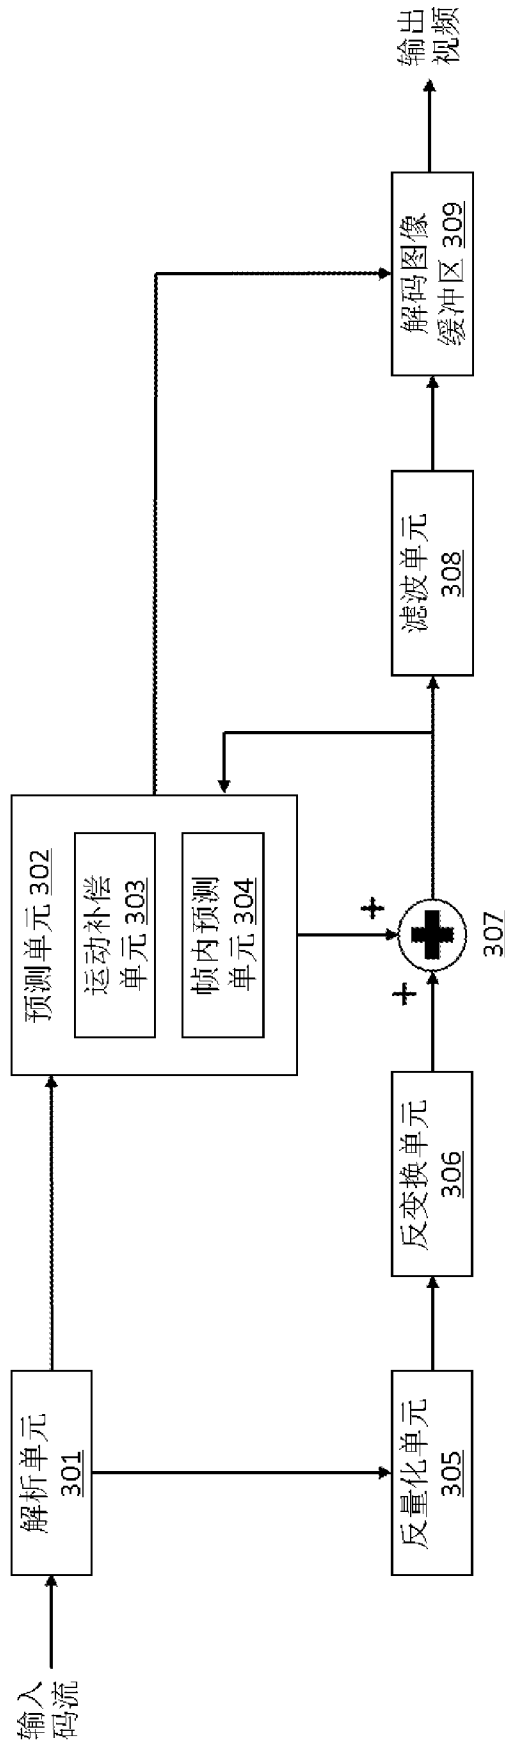 输入
码流
解析单元
301
预测单元 302
运动补偿
单元 303
帧内预测
单元 304
反量化单元
305
反变换单元
306
+
+
307
滤波单元
308
解码图像
缓冲区 309
输出
视频